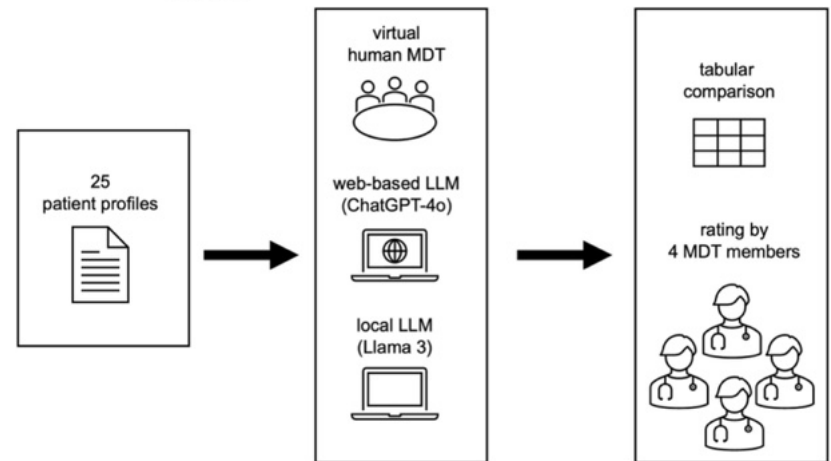 25
patient profiles
virtual
human MDT
web-based LLM
(ChatGPT-4o)
local LLM
(Llama 3)
tabular
comparison
rating by
4 MDT members